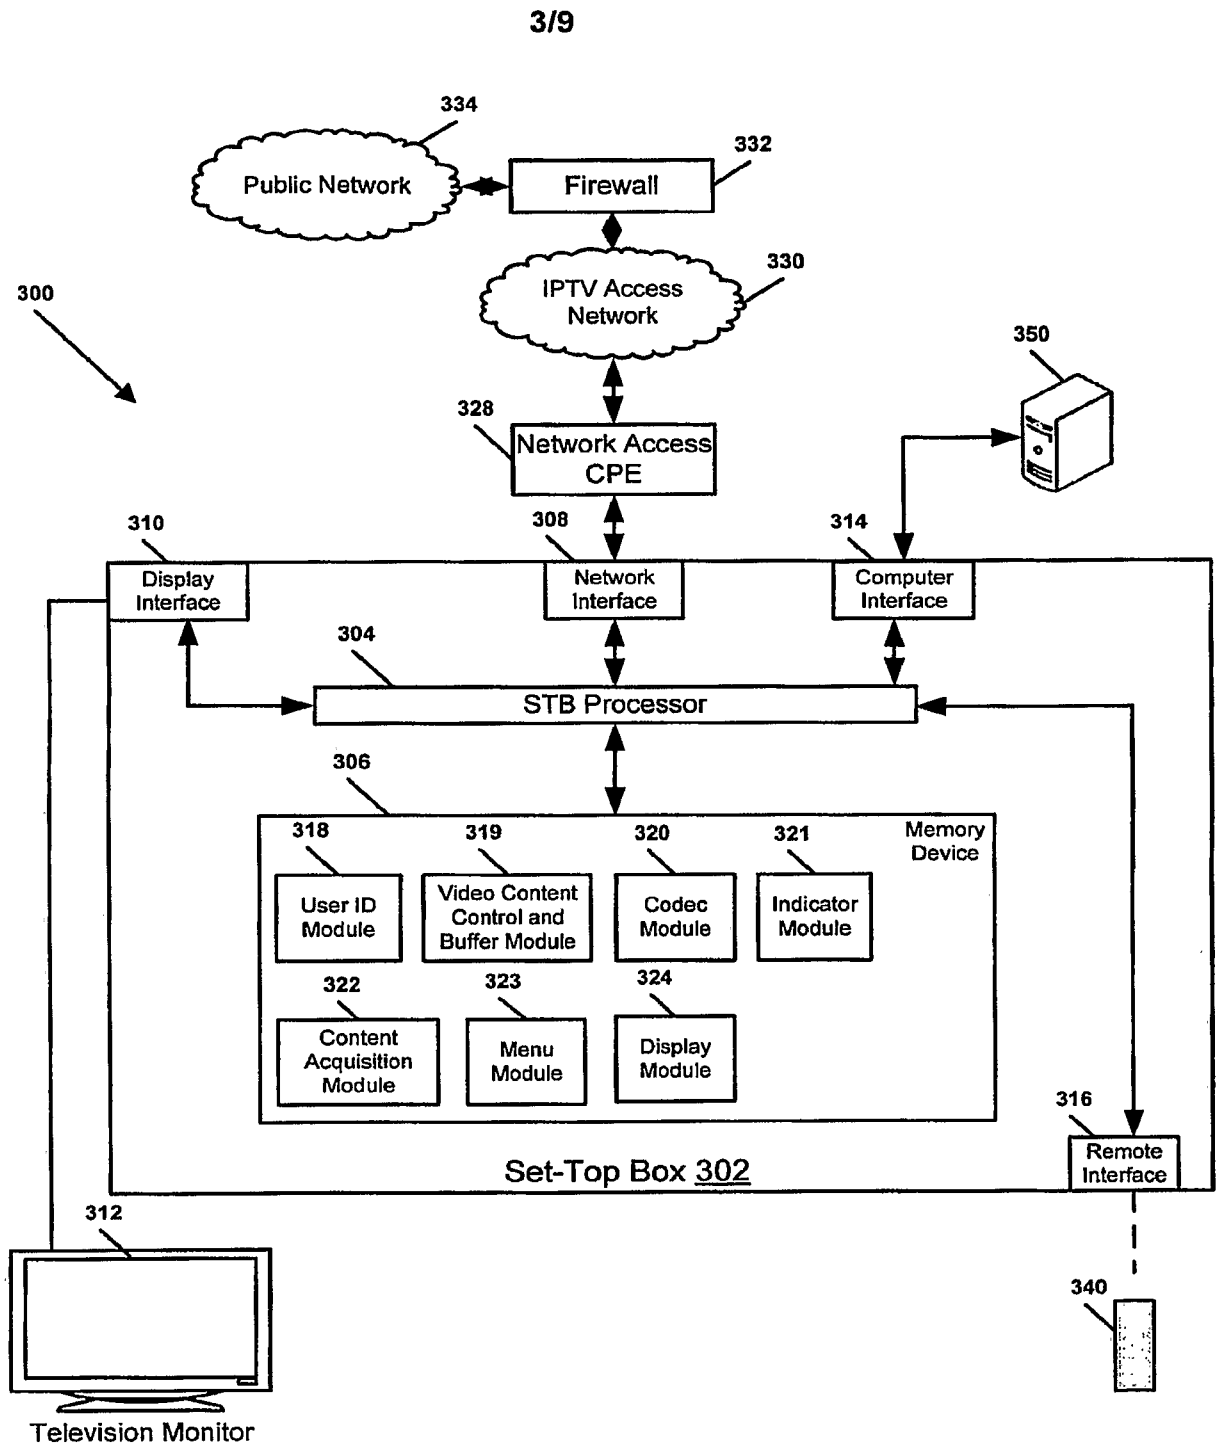 3/9
334
332
Public Network
Firewall
330
IPTV Access
Network
300
350
328
Network Access
CPE
310
308
314
Display
Interface
Network
Interface
Computer
Interface
304
STB Processor
306
Memory
Device
318
319
320
321
User ID
Module
Video Content
Control and
Buffer Module
Codec
Module
Indicator
Module
322
323
324
Content
Acquisition
Module
Menu
Module
Display
Module
316
Remote
Interface
Set-Top Box 302
312
340
Television Monitor